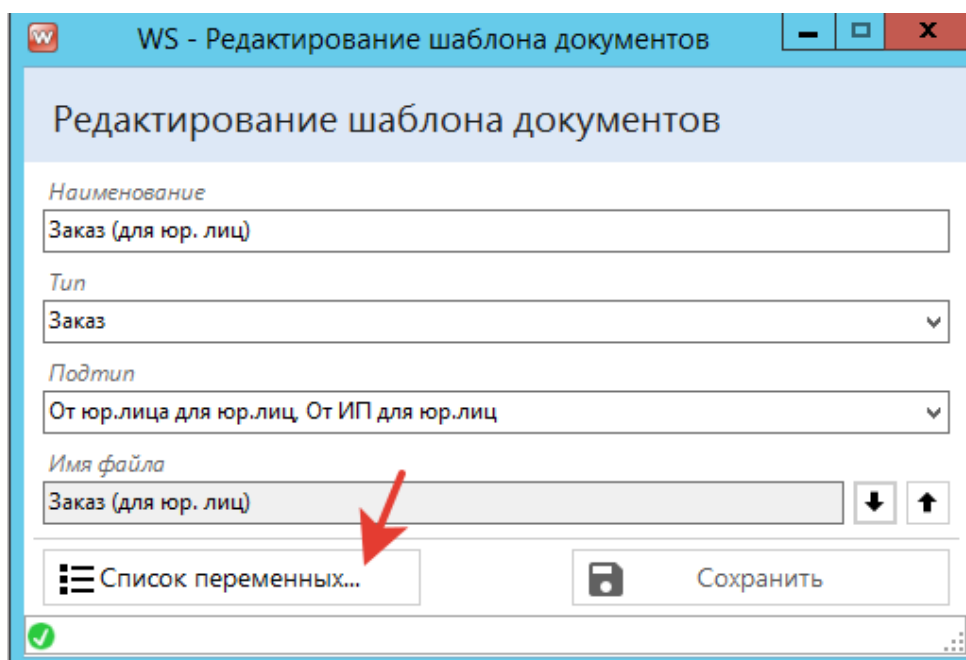 WS - Редактирование шаблона документов
Редактирование шаблона документов
Наименование
Заказ (для юр. лиц)
Тип
Заказ
Подтип
От юр.лица для юр.лиц, От ИП для юр.лиц
Имя файла
Заказ (для юр. лиц)
Список переменных...
Сохранить